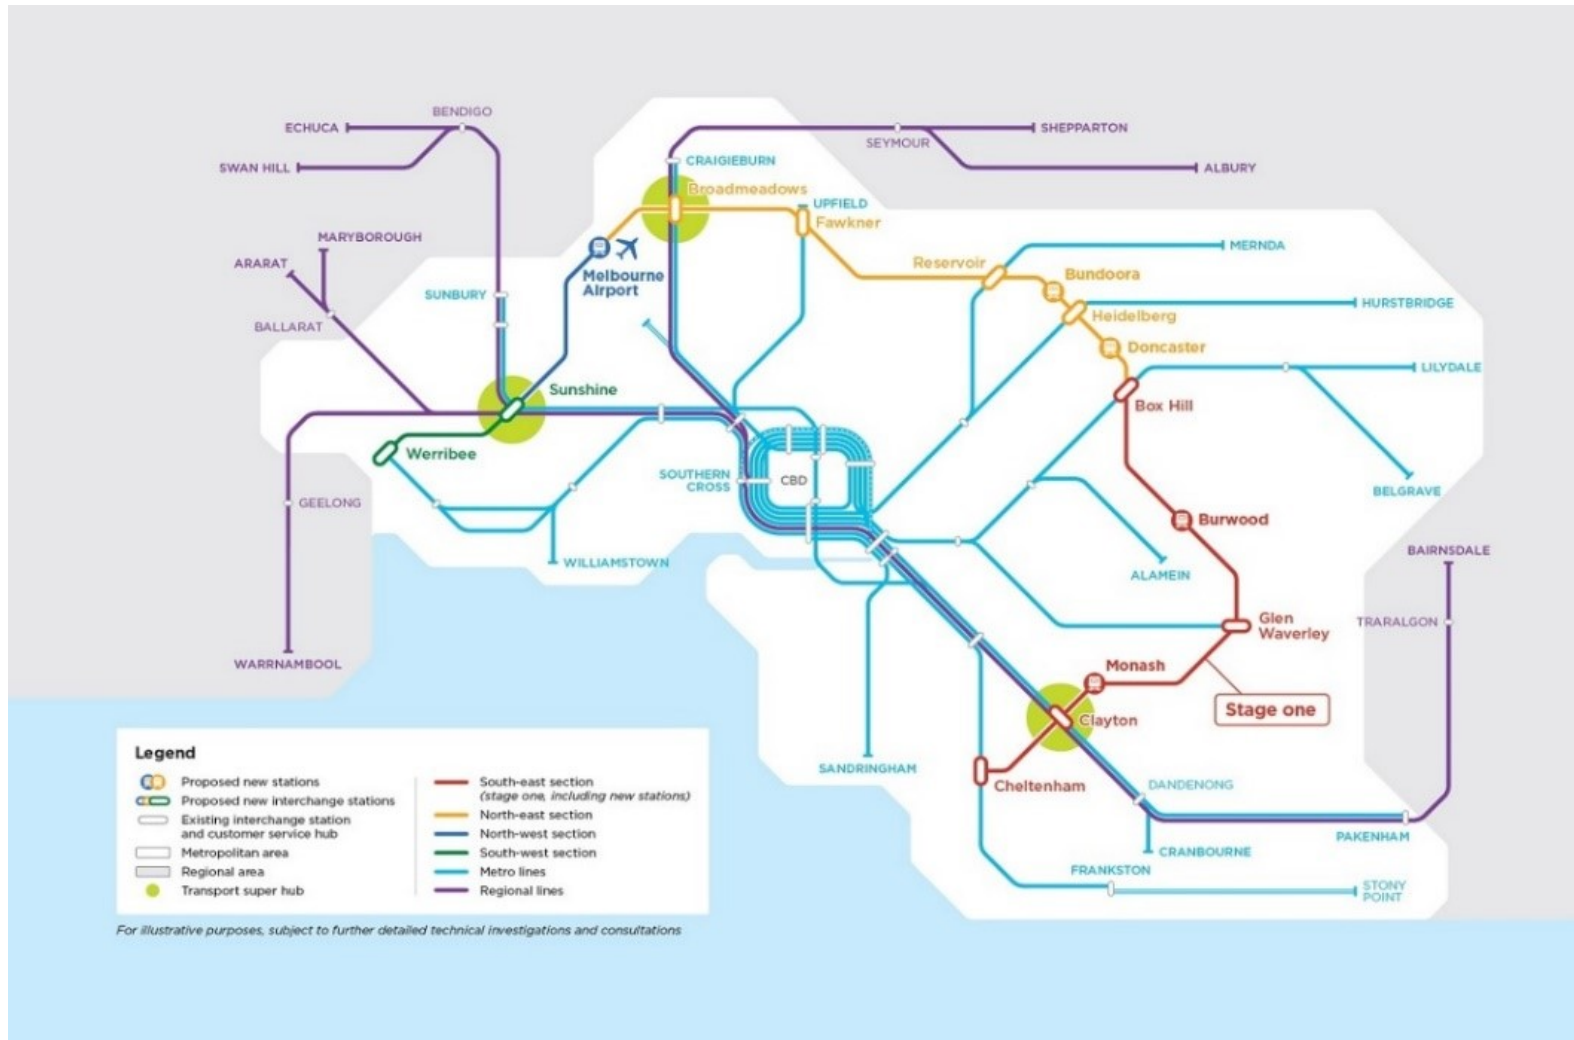 BENDIGO
ECHUCA
SHEPPARTON
SEYMOUR
CRAIGIEBURN
SWAN HILL
ALBURY
Broadmeadows
UPFIELD
Fawkner
MARYBOROUGH
MERNDA
ARARAT
Reservoir
Bundoora
Melbourne
Airport
SUNBURY
HURSTBRIDGE
Heidelberg
BALLARAT
Doncaster
LILYDALE
Sunshine
Box Hill
Werribee
SOUTHERN
CROSS
CBD
BELGRAVE
GEELONG
Burwood
BAIRNSDALE
WILLIAMSTOWN
ALAMEIN
Glen
Waverley
TRARALGON
WARRNAMBOOL
Monash
Stage one
Clayton
SANDRINGHAM
Cheltenham
DANDENONG
PAKENHAM
CRANBOURNE
FRANKSTON
STONY
POINT
Legend
Proposed new stations
Proposed new interchange stations
Existing interchange station
and customer service hub
Metropolitan area
Regional area
Transport super hub
South-east section
(stage one, including new stations)
North-east section
North-west section
South-west section
Metro lines
Regional lines
For illustrative purposes, subject to further detailed technical investigations and consultations